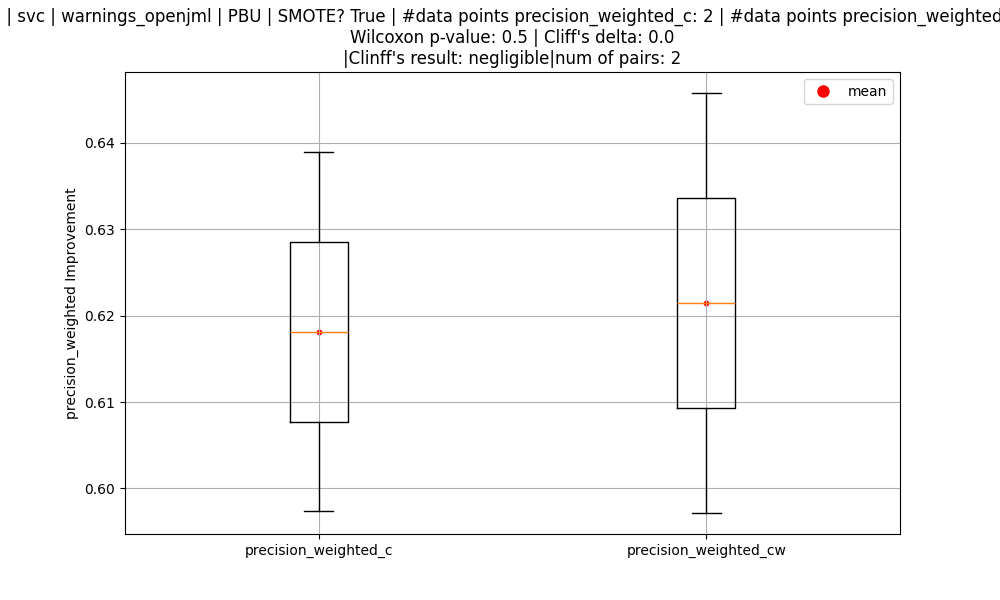 | svc | warnings_openjml | PBU | SMOTE? True | #data points precision_weighted_c: 2 | #data points precision_weighted
Wilcoxon p-value: 0.5 | Cliff's delta: 0.0
|Clinff's result: negligible|num of pairs: 2
mean
precision_weighted Improvement
0.64
0.63
0.62
0.61
0.60
precision_weighted_c
precision_weighted_cw